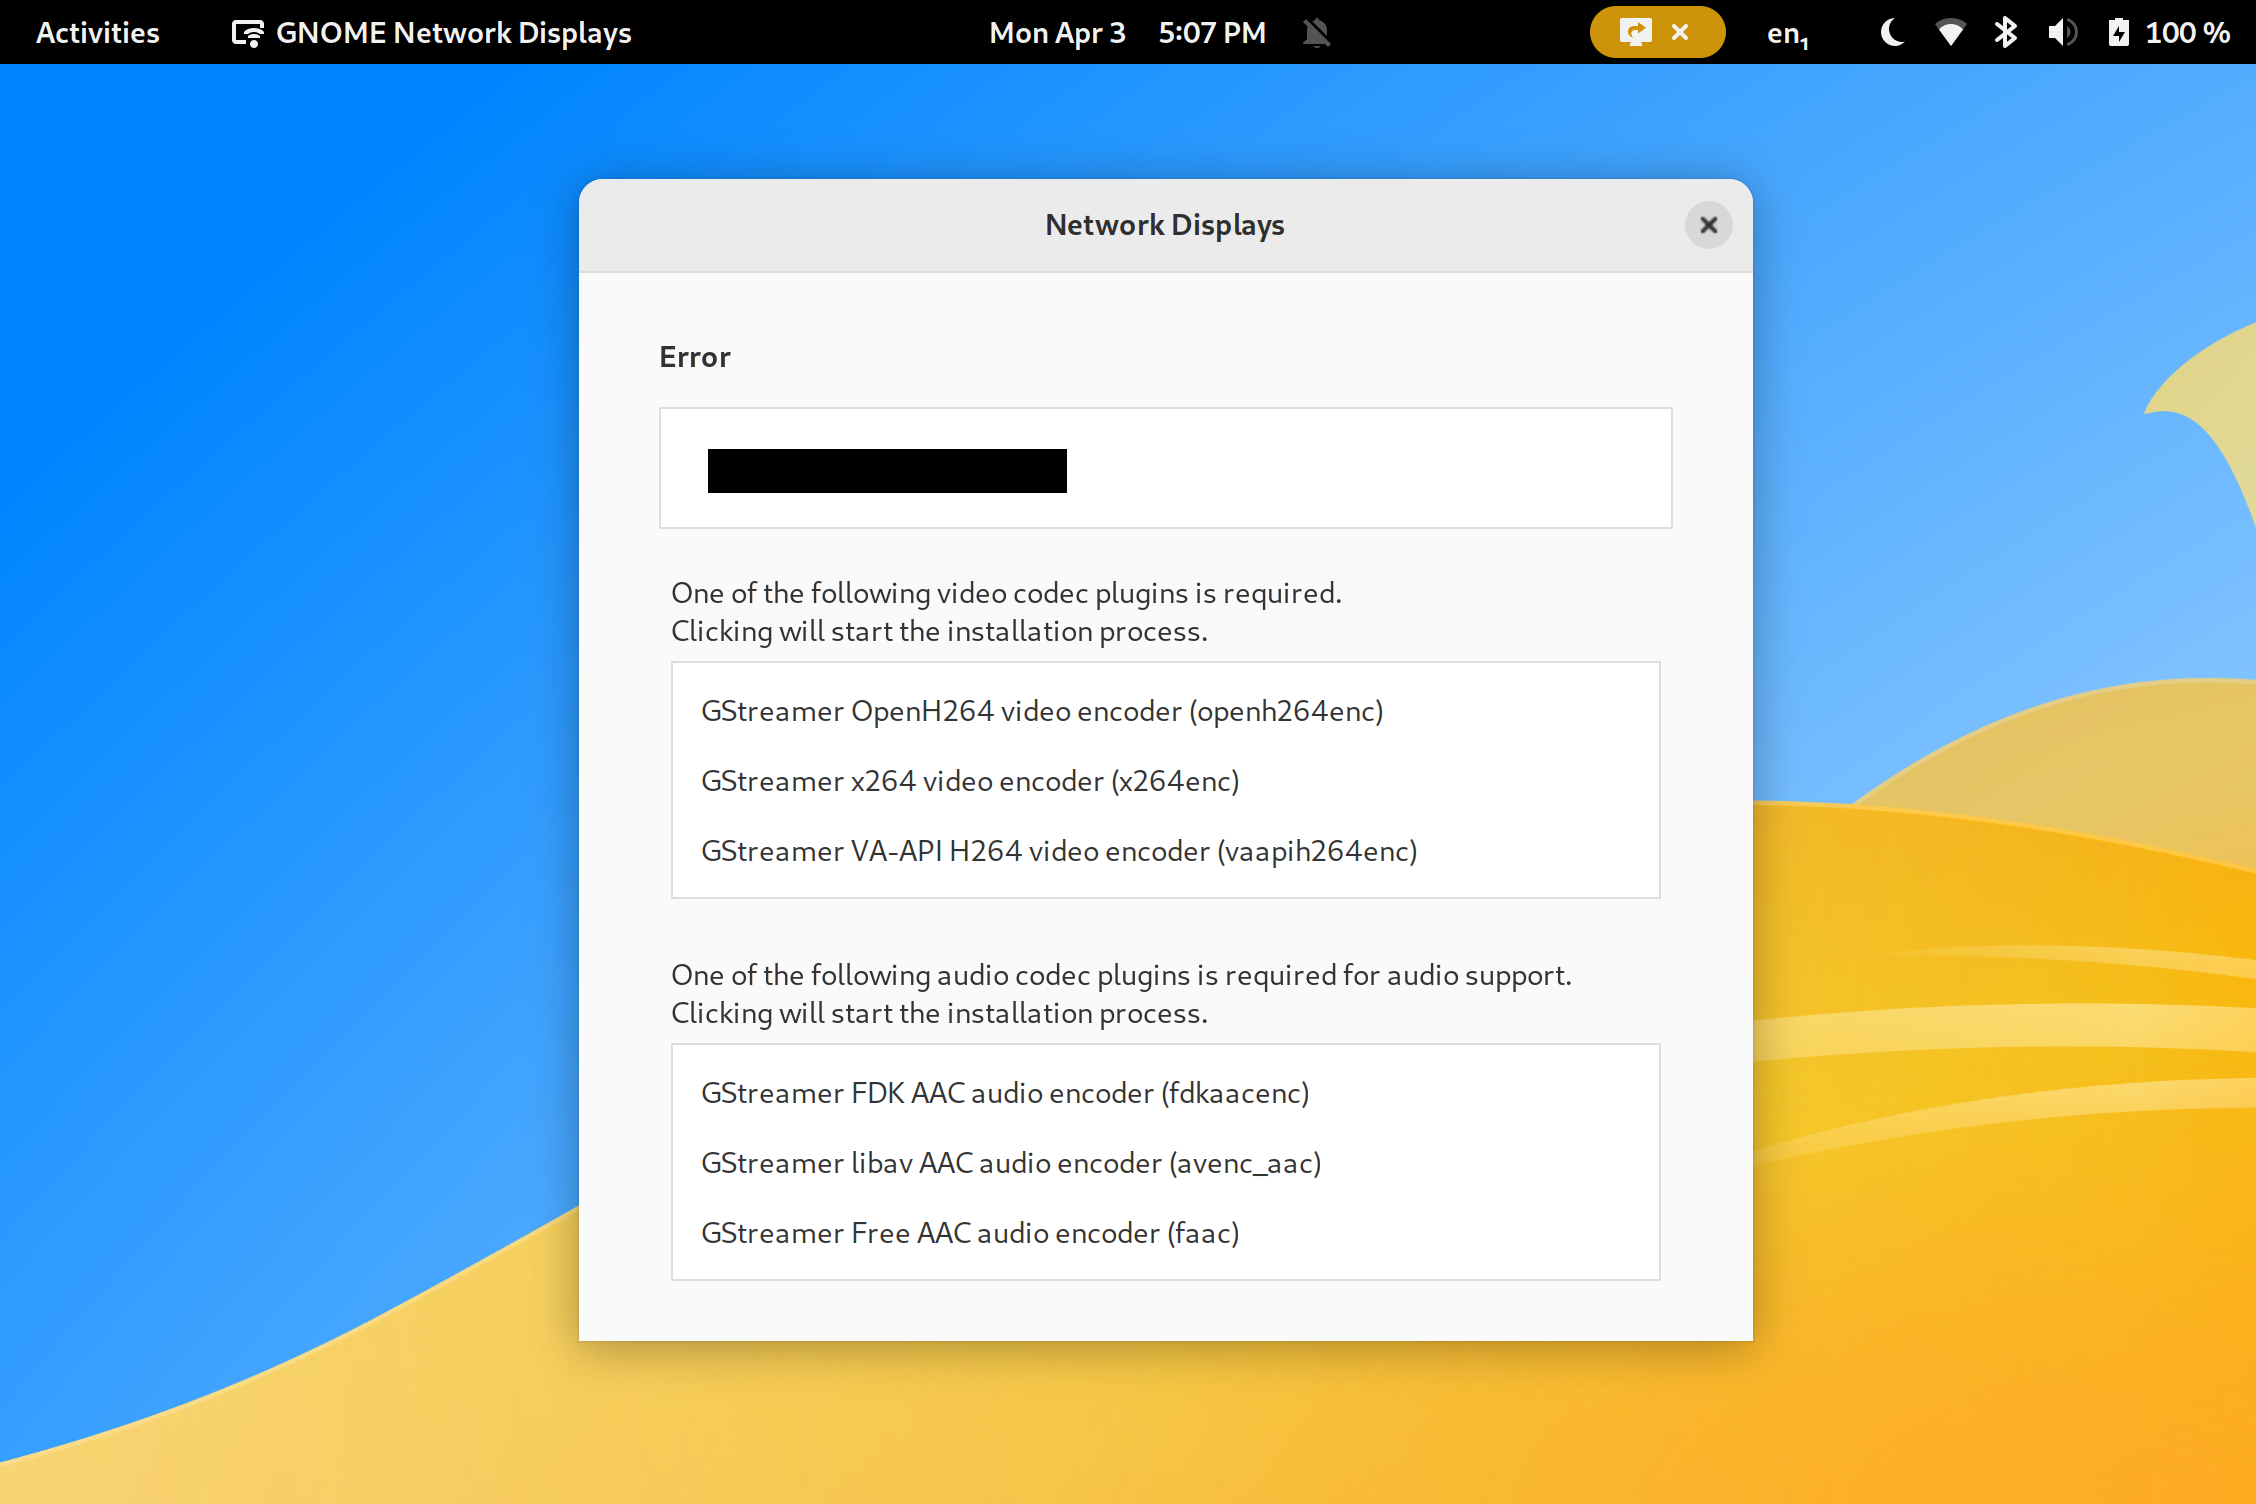 Activities GNOME Network Displays Mon Apr 3 5:07 PM en₁ 100 %
Network Displays
Error
One of the following video codec plugins is required.
Clicking will start the installation process.
GStreamer OpenH264 video encoder (openh264enc)
GStreamer x264 video encoder (x264enc)
GStreamer VA-API H264 video encoder (vaapih264enc)
One of the following audio codec plugins is required for audio support.
Clicking will start the installation process.
GStreamer FDK AAC audio encoder (fdkaacenc)
GStreamer libav AAC audio encoder (avenc_aac)
GStreamer Free AAC audio encoder (faac)